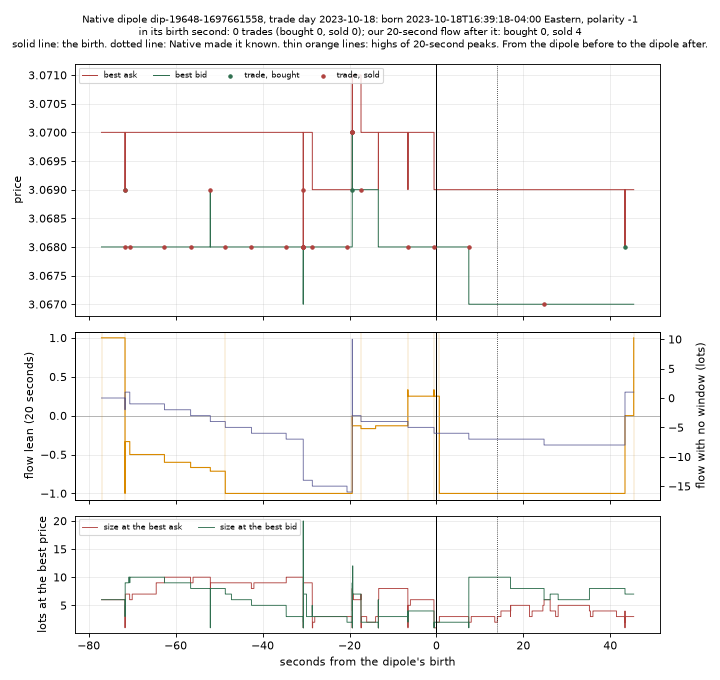 Native dipole dip-19648-1697661558, trade day 2023-10-18: born 2023-10-18T16:39:18-04:00 Eastern, polarity -1
in its birth second: 0 trades (bought 0, sold 0); our 20-second flow after it: bought 0, sold 4
solid line: the birth. dotted line: Native made it known. thin orange lines: highs of 20-second peaks. From the dipole before to the dipole after.
best ask best bid trade, bought trade, sold
3.0710
3.0705
3.0700
3.0695
3.0690
3.0685
3.0680
3.0675
3.0670
price
1.0
0.5
0.0
−0.5
−1.0
flow lean (20 seconds)
10
5
0
−5
−10
−15
flow with no window (lots)
size at the best ask size at the best bid
20
15
10
5
lots at the best price
−80 −60 −40 −20 0 20 40
seconds from the dipole's birth